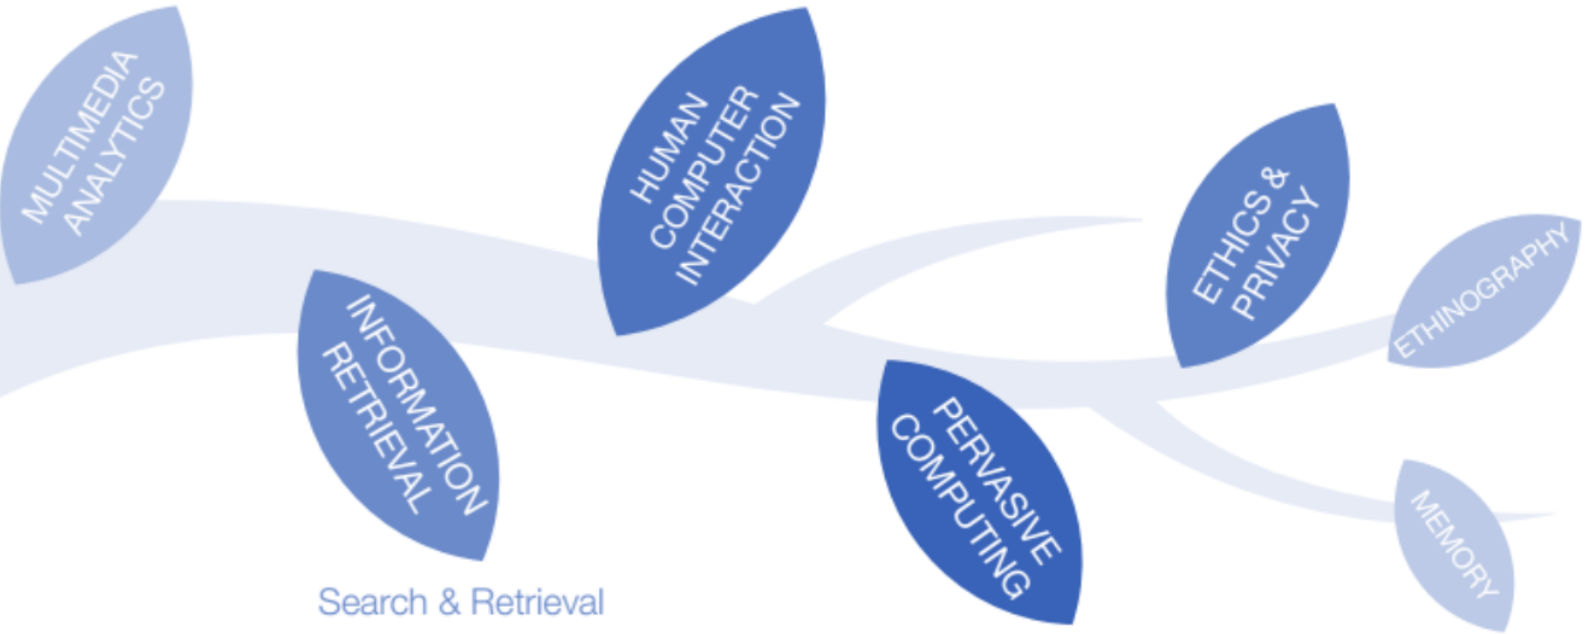 MULTIMEDIA
ANALYTICS
HUMAN
COMPUTER
INTERACTION
ETHICS &
PRIVACY
ETHINOGRAPHY
INFORMATION
RETRIEVAL
PERVASIVE
COMPUTING
MEMORY
Search & Retrieval